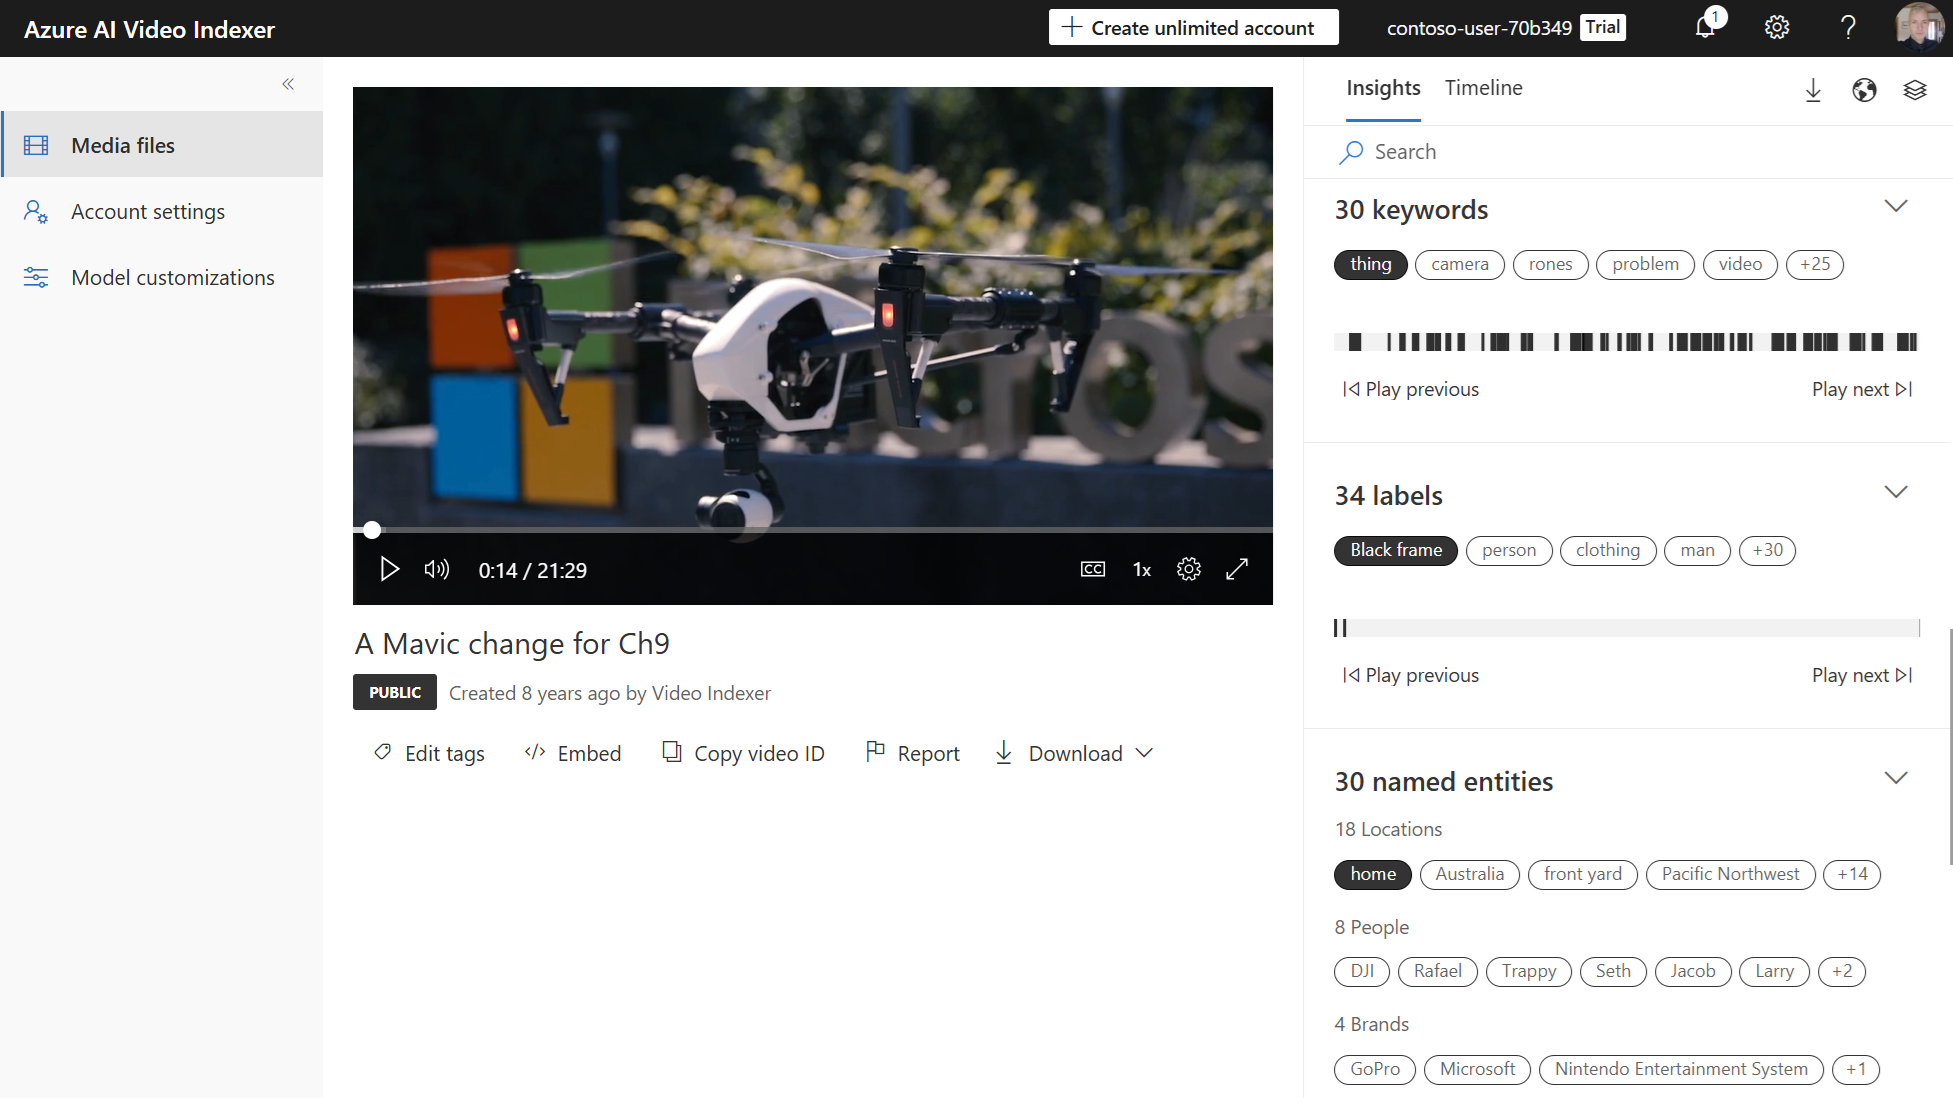 Azure AI Video Indexer
Create unlimited account
contoso-user-70b349 Trial
1
Media files
Account settings
Model customizations
0:14 / 21:29
CC
1x
A Mavic change for Ch9
PUBLIC Created 8 years ago by Video Indexer
Edit tags Embed Copy video ID Report Download
Insights Timeline
Search
30 keywords
thing camera rones problem video +25
Play previous Play next
34 labels
Black frame person clothing man +30
Play previous Play next
30 named entities
18 Locations
home Australia front yard Pacific Northwest +14
8 People
DJI Rafael Trappy Seth Jacob Larry +2
4 Brands
GoPro Microsoft Nintendo Entertainment System +1